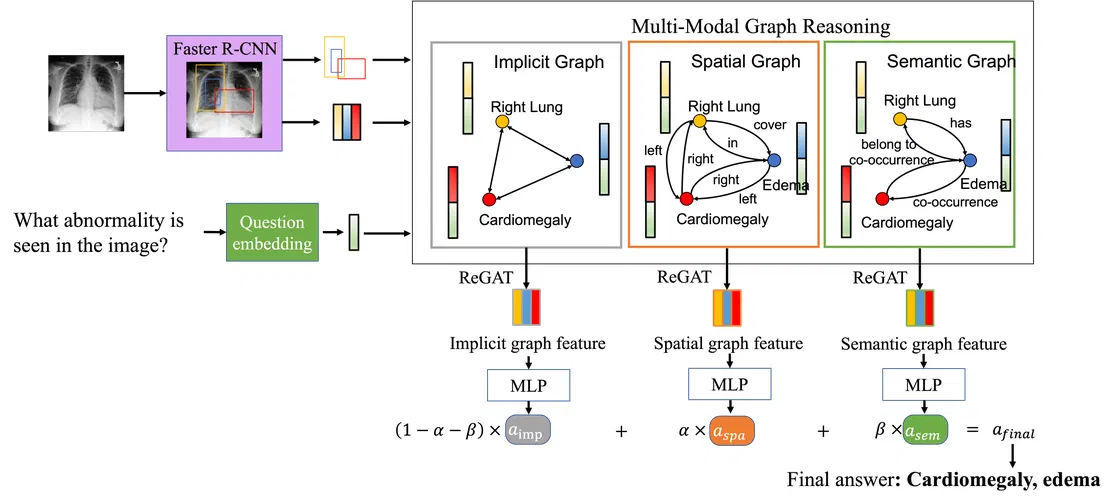 Multi-Modal Graph Reasoning
Faster R-CNN
Implicit Graph
Right Lung
Cardiomegaly
Spatial Graph
Right Lung
cover
in
left
right
right
Edema
left
Cardiomegaly
Semantic Graph
Right Lung
has
belong to
co-occurrence
Edema
co-occurrence
Cardiomegaly
What abnormality is
seen in the image?
Question
embedding
ReGAT
ReGAT
ReGAT
Implicit graph feature
Spatial graph feature
Semantic graph feature
MLP
MLP
MLP
(1 − α − β) × a_imp + α × a_spa + β × a_sem = a_final
Final answer: Cardiomegaly, edema